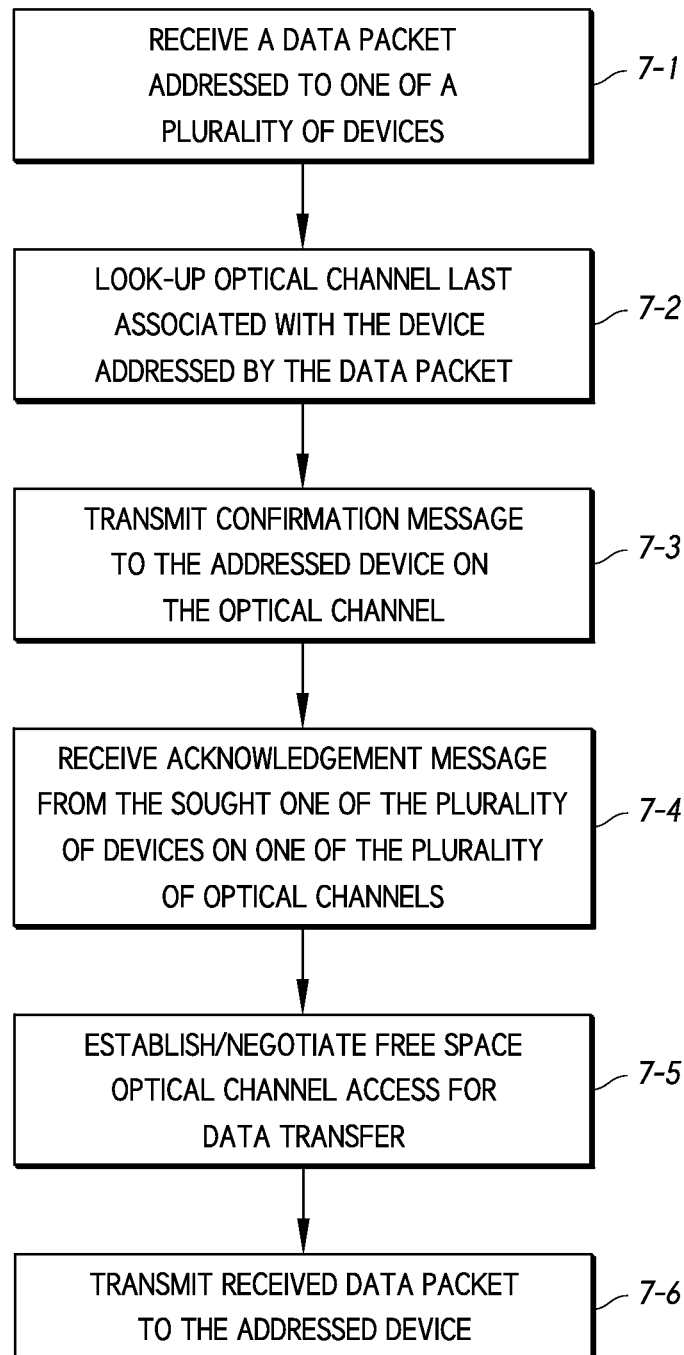 RECEIVE A DATA PACKET
ADDRESSED TO ONE OF A
PLURALITY OF DEVICES
7-1
LOOK-UP OPTICAL CHANNEL LAST
ASSOCIATED WITH THE DEVICE
ADDRESSED BY THE DATA PACKET
7-2
TRANSMIT CONFIRMATION MESSAGE
TO THE ADDRESSED DEVICE ON
THE OPTICAL CHANNEL
7-3
RECEIVE ACKNOWLEDGEMENT MESSAGE
FROM THE SOUGHT ONE OF THE PLURALITY
OF DEVICES ON ONE OF THE PLURALITY
OF OPTICAL CHANNELS
7-4
ESTABLISH/NEGOTIATE FREE SPACE
OPTICAL CHANNEL ACCESS FOR
DATA TRANSFER
7-5
TRANSMIT RECEIVED DATA PACKET
TO THE ADDRESSED DEVICE
7-6